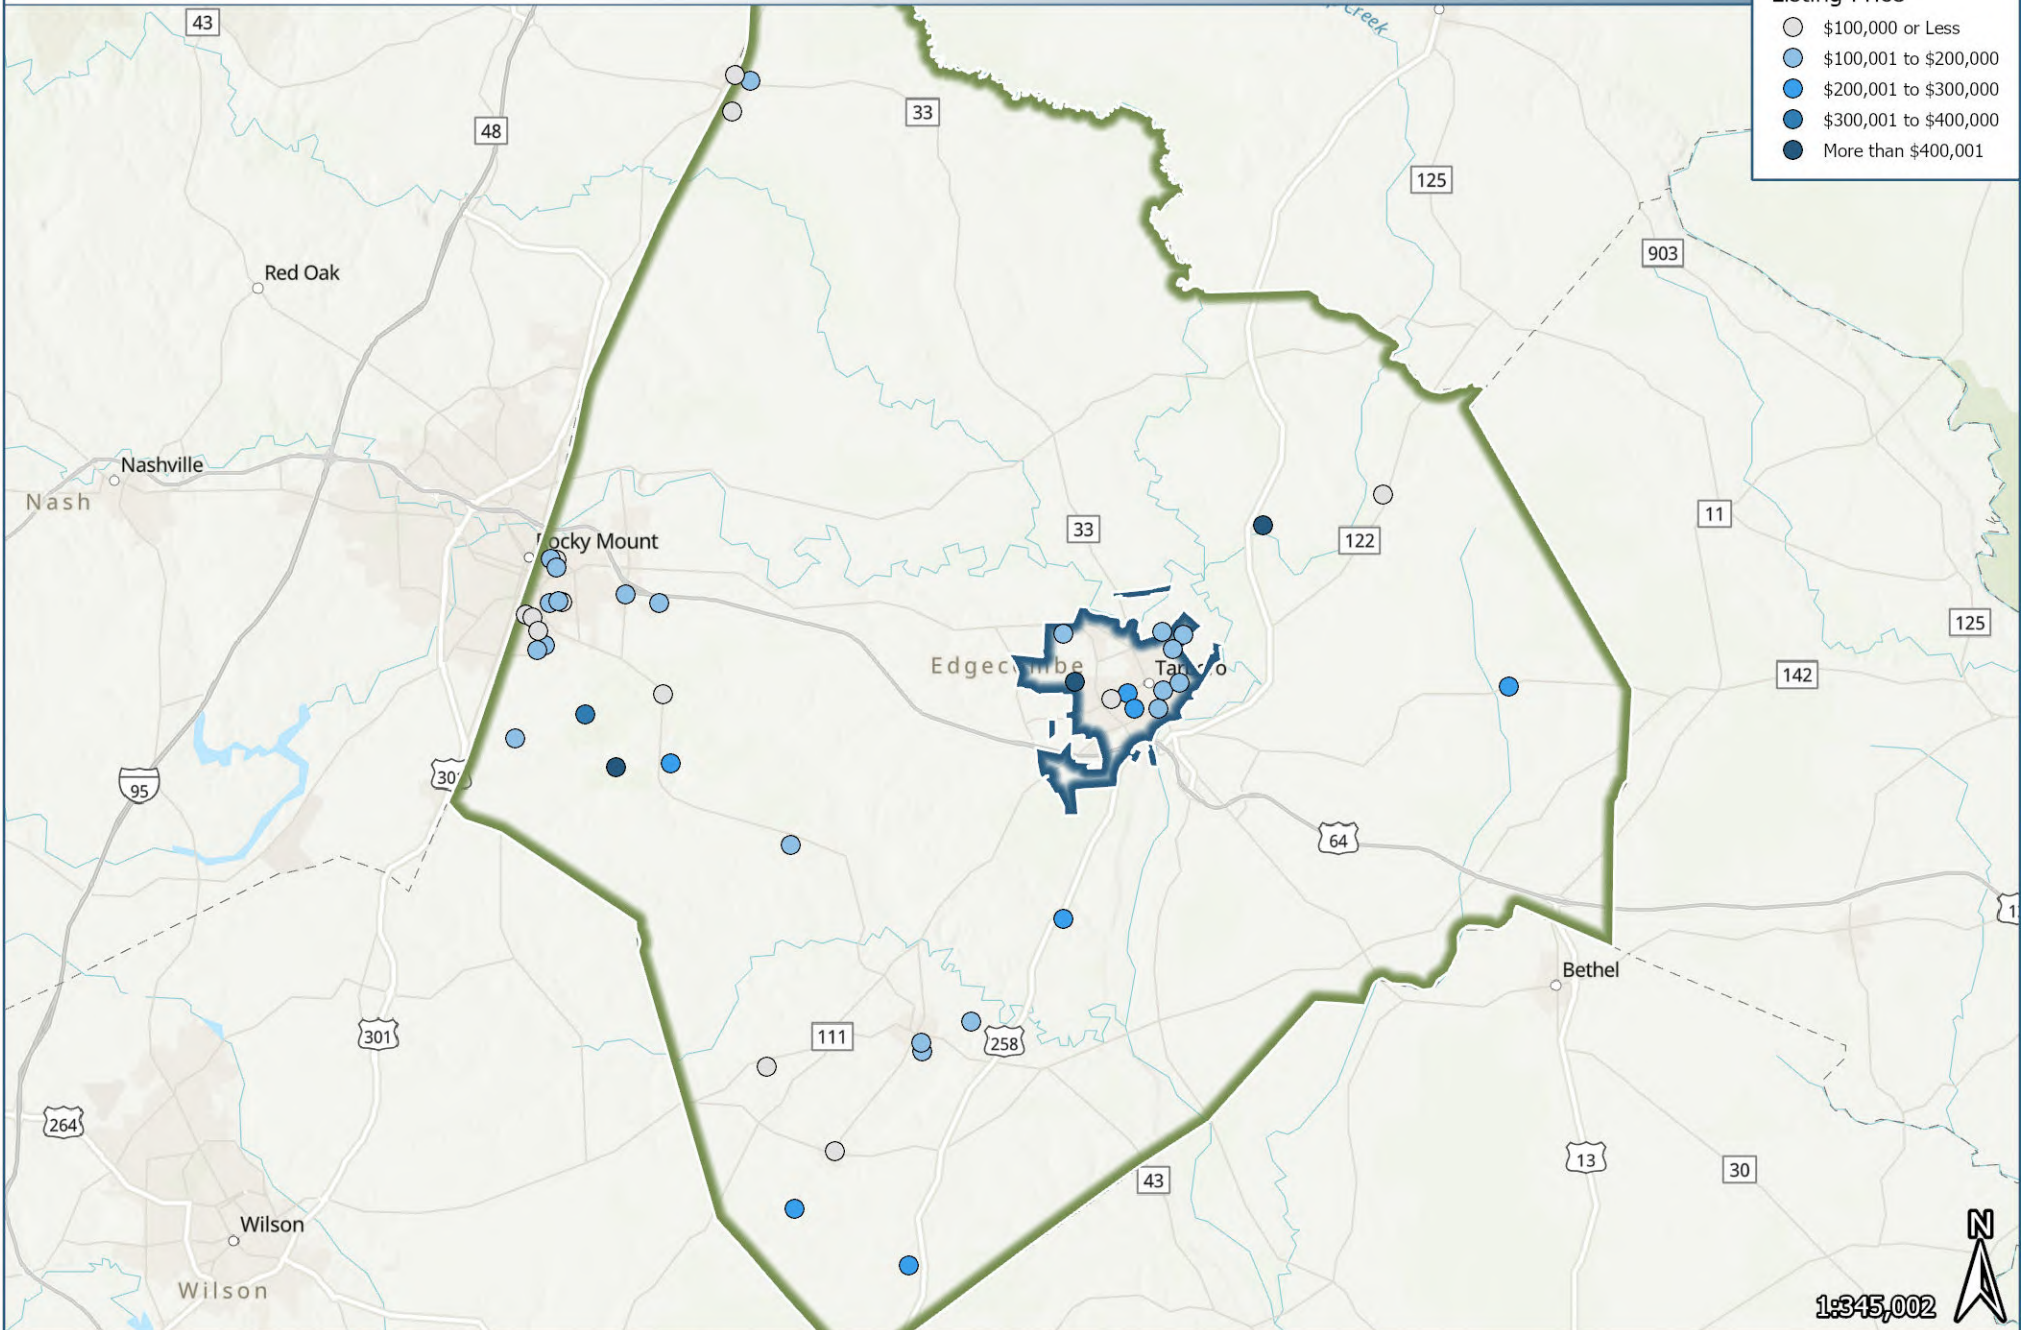 Creek
$100,000 or Less
$100,001 to $200,000
$200,001 to $300,000
$300,001 to $400,000
More than $400,001
43
48
33
125
903
Red Oak
Nashville
Nash
11
33
122
Rocky Mount
125
Edgecombe
Tarboro
142
301
95
64
Bethel
111
258
301
264
13
30
43
Wilson
Wilson
N
1:345,002